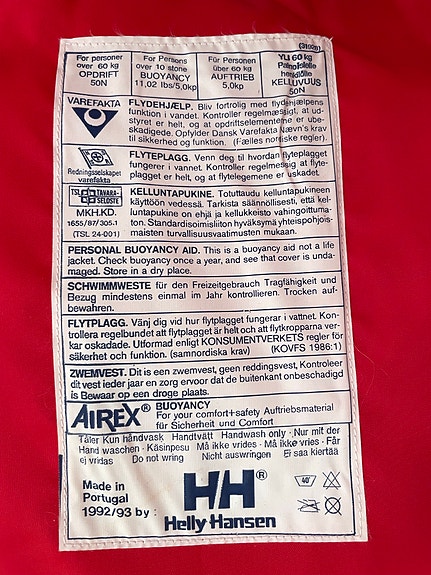 (31002)
For personer
over 60 kg
OPDRIFT
50N
For Persons
over 10 stone
BUOYANCY
11,02 lbs/5,0kp
Für Personen
über 60 kg
AUFTRIEB
5,0kp
Yli 60 kg
Painoisielle
henkilölle
KELLUVUUS
50N
VAREFAKTA
FLYDEHJÆLP. Bliv fortrolig med flydehjælpens
funktion i vandet. Kontroller regelmæssigt, at ud-
styret er helt, og at opdriftselementerne er ube-
skadigede. Opfylder Dansk Varefakta Nævn's krav
til sikkerhed og funktion. (Fælles nordiske regler).
Redningsselskapet
varefakta
FLYTEPLAGG. Venn deg til hvordan flyteplagget
fungerer i vannet. Kontroller regelmessig at flyte-
plagget er helt, og at flytelegemene er uskadet.
TSL TAVARA-
SELOSTE
MKH.KD.
1655/87/305.1
(TSL 24-001)
KELLUNTAPUKINE. Totuttaudu kelluntapukineen
käyttöön vedessä. Tarkista säännöllisesti, että kel-
luntapukine on ehjä ja kellukkeisto vahingoittuma-
ton. Standardisoimisliiton hyväksymä yhteispohjois-
maisten turvallisuusvaatimusten mukaan.
PERSONAL BUOYANCY AID. This is a buoyancy aid not a life
jacket. Check buoyancy once a year, and see that cover is unda-
maged. Store in a dry place.
SCHWIMMWESTE für den Freizeitgebrauch Tragfähigkeit und
Bezug mindestens einmal im Jahr kontrollieren. Trocken auf-
bewahren.
FLYTPLAGG. Vänj dig vid hur flytplagget fungerar i vattnet. Kon-
trollera regelbundet att flytplagget är helt och att flytkropparna ver-
kar oskadade. Utformad enligt KONSUMENTVERKETS regler för
säkerhet och funktion. (samnordiska krav) (KOVFS 1986:1)
ZWEMVEST. Dit is een zwemvest, geen reddingsvest, Kontroleer
dit vest ieder jaar en zorg ervoor dat de buitenkant onbeschadigd
is Bewaar op een droge plaats.
AIREX® BUOYANCY
For your comfort+safety Auftriebsmaterial
für Sicherheit und Comfort
Tåler Kun håndvask Handtvätt Handwash only · Nur mit der
Hand waschen · Käsinpesu Må ikke vrides · Må ikke vries · Får
ej vridas Do not wring Nicht auswringen Ei saa kiertää
Made in
Portugal
1992/93 by :
HH®
Helly-Hansen
40°